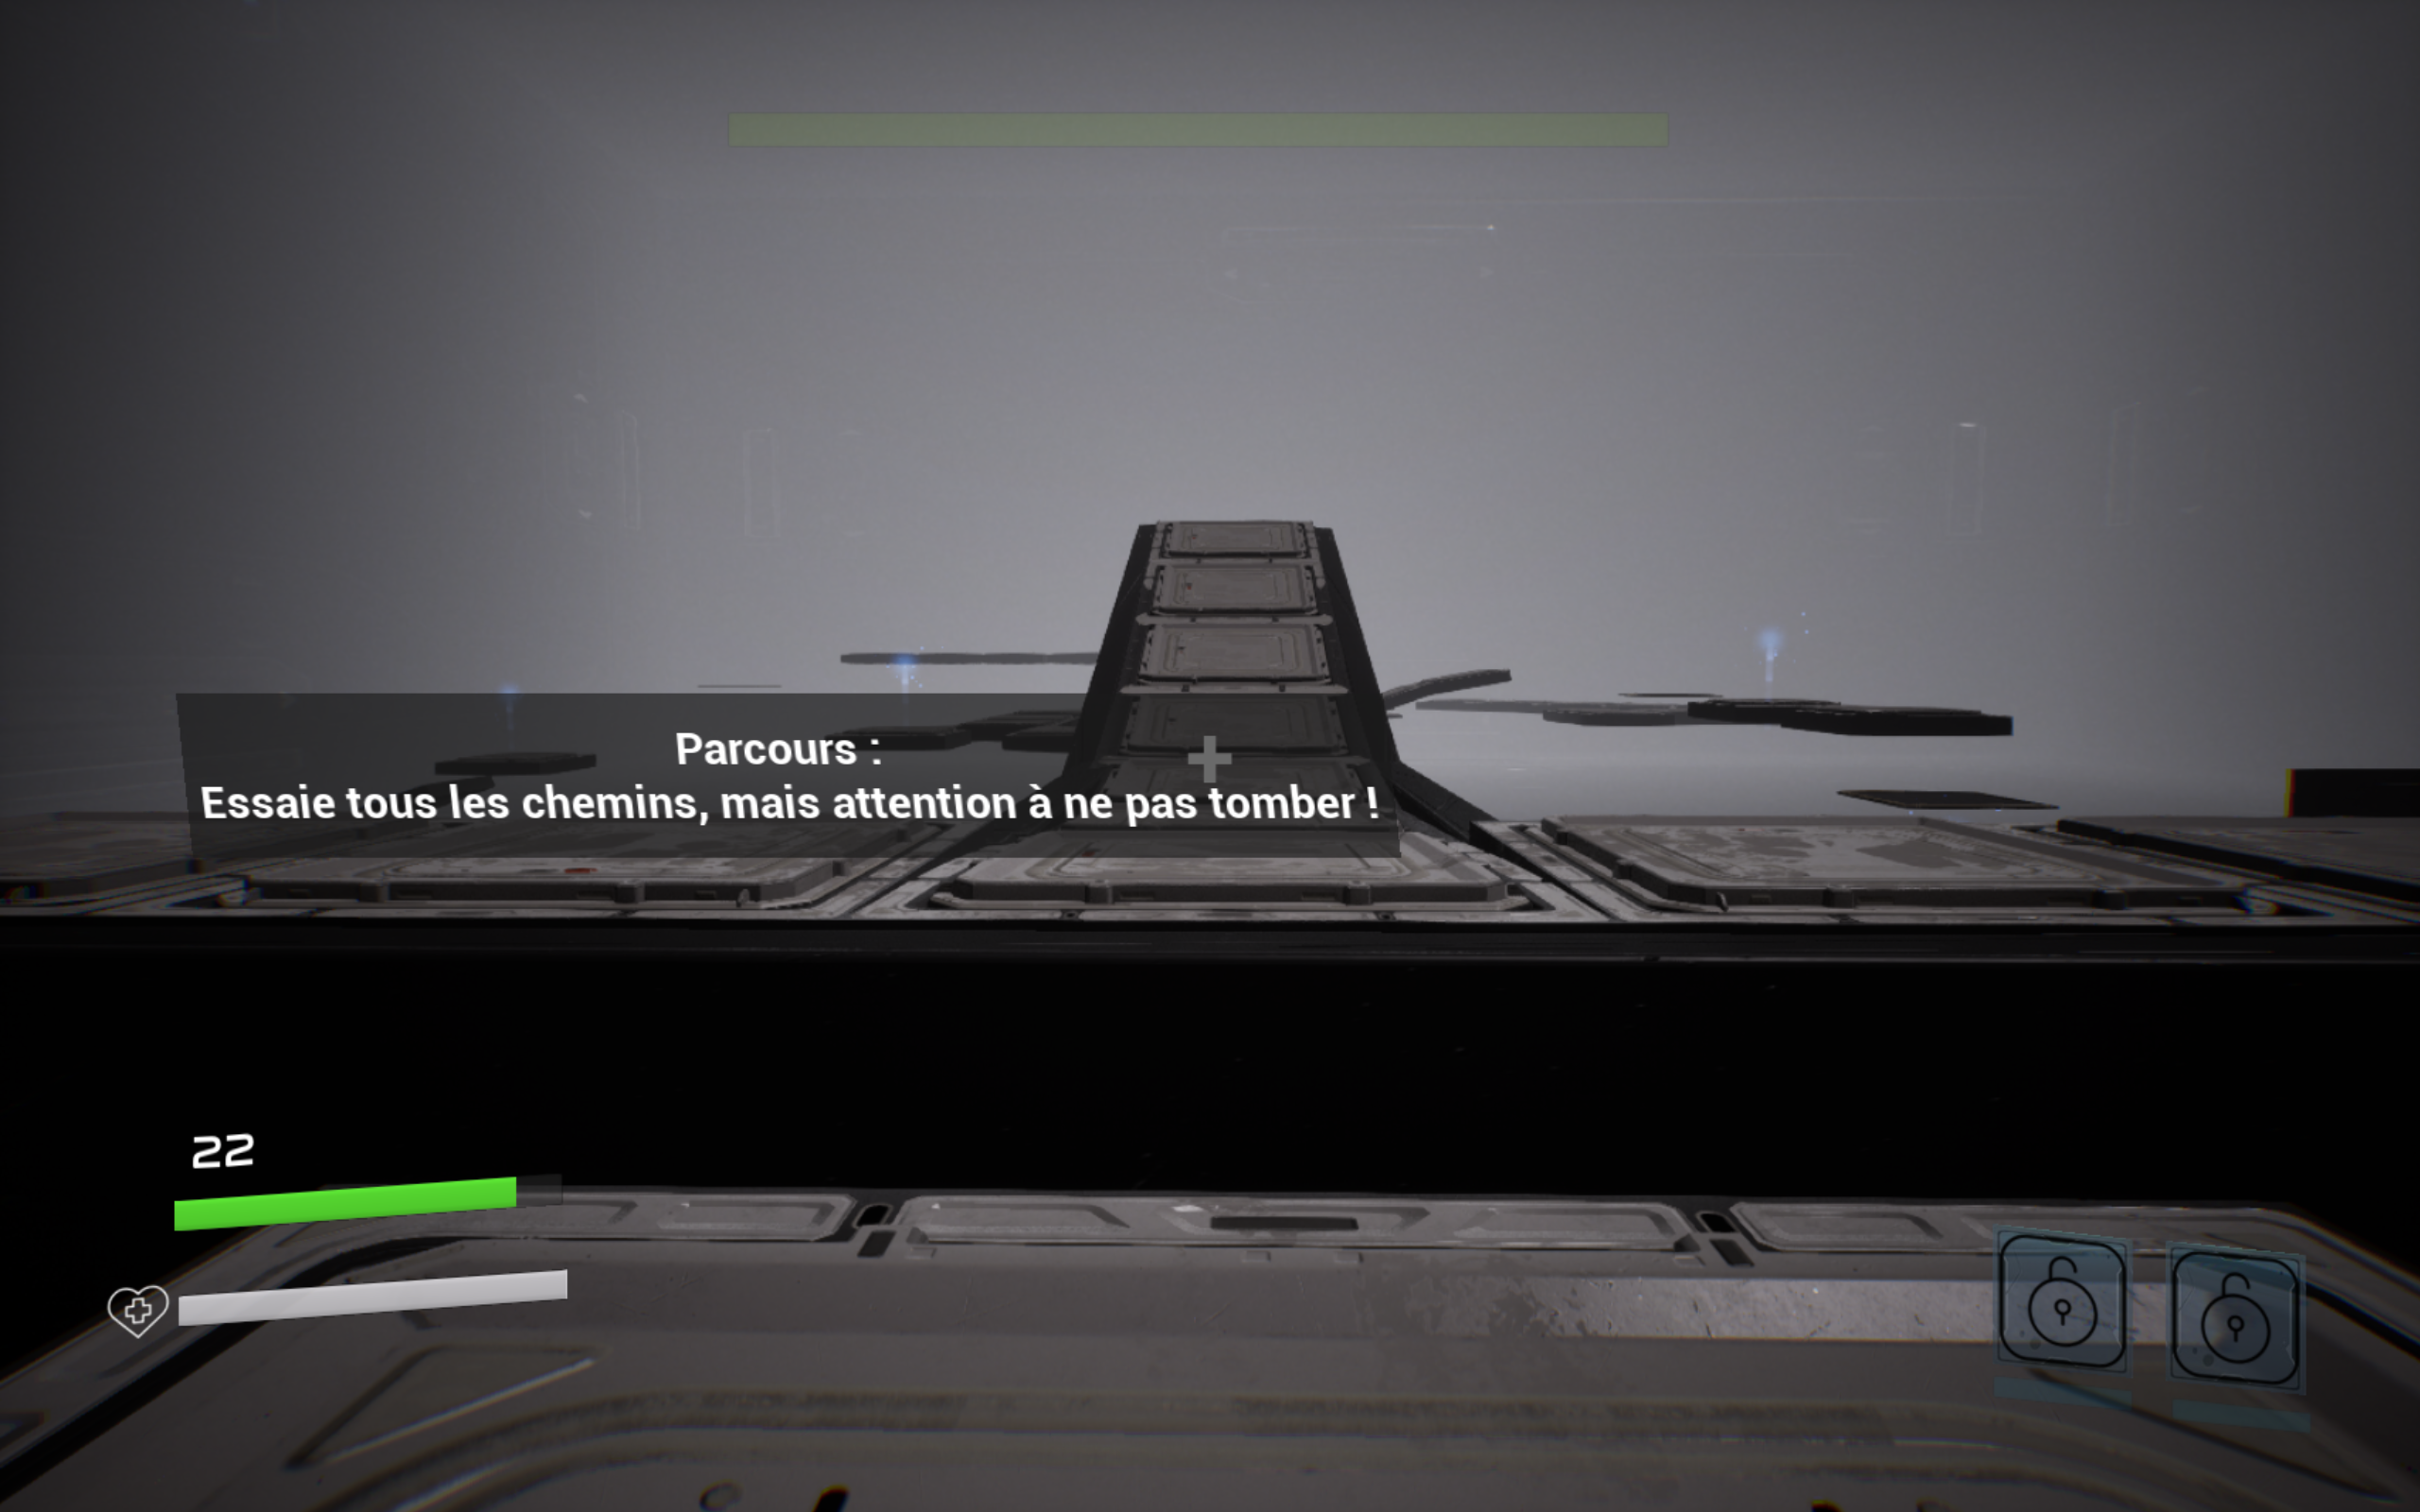 Parcours :
Essaie tous les chemins, mais attention à ne pas tomber !
22